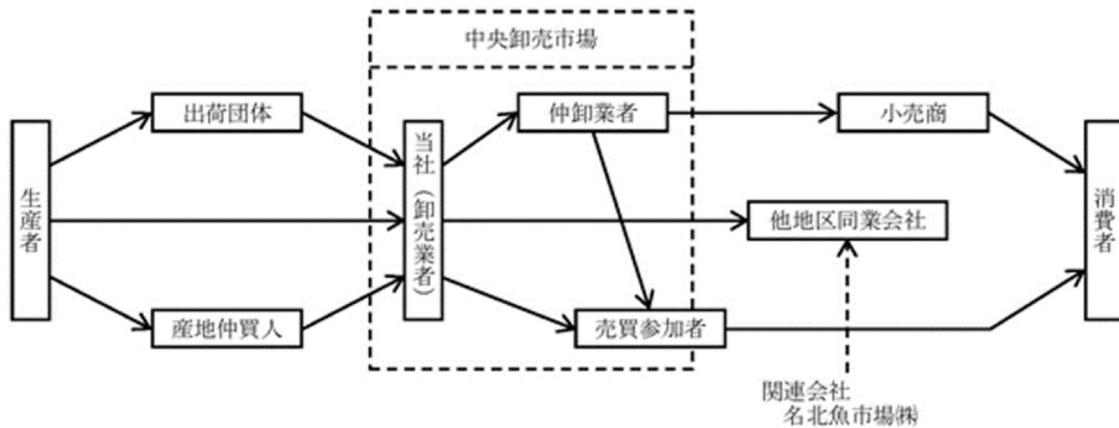 中央卸売市場
出荷団体
仲卸業者
小売商
生産者
当社（卸売業者）
他地区同業会社
消費者
産地仲買人
売買参加者
関連会社
名北魚市場㈱